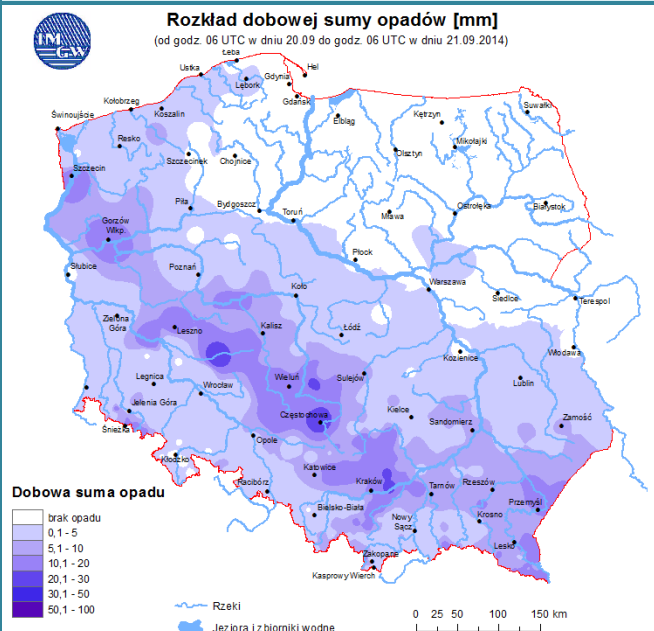 IM
GW
Rozkład dobowej sumy opadów [mm]
(od godz. 06 UTC w dniu 20.09 do godz. 06 UTC w dniu 21.09.2014)
Łeba
Hel
Ustka
Gdynia
Lębork
Gdańsk
Kołobrzeg
Koszalin
Suwałki
Świnoujście
Elbląg
Kętrzyn
Resko
Mikołajki
Olsztyn
Szczecinek
Chojnice
Szczecin
Piła
Bydgoszcz
Toruń
Mława
Ostrołęka
Białystok
Gorzów
Wlkp.
Płock
Słubice
Poznań
Koło
Warszawa
Siedlce
Terespol
Zielona
Góra
Leszno
Kalisz
Łódź
Kozienice
Włodawa
Legnica
Wrocław
Wieluń
Sulejów
Lublin
Jelenia Góra
Częstochowa
Kielce
Sandomierz
Zamość
Śnieżka
Opole
Kłodzko
Katowice
Racibórz
Kraków
Tarnów
Rzeszów
Przemyśl
Bielsko-Biała
Nowy
Sącz
Krosno
Lesko
Zakopane
Kasprowy Wierch
Dobowa suma opadu
brak opadu
0,1 - 5
5,1 - 10
10,1 - 20
20,1 - 30
30,1 - 50
50,1 - 100
Rzeki
Jeziora i zbiorniki wodne
0 25 50 100 150 km